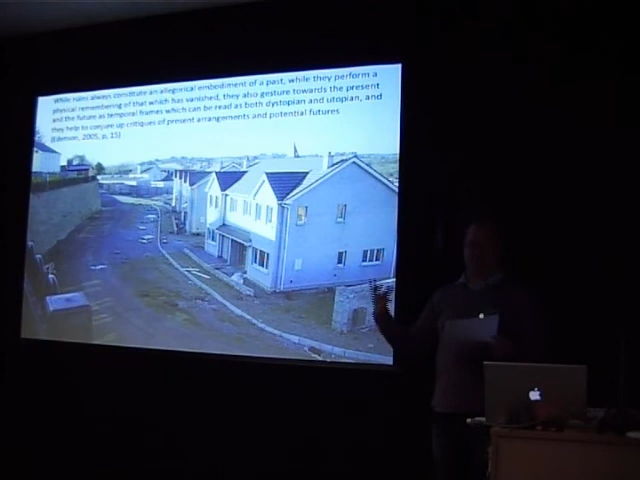 While ruins always constitute an allegorical embodiment of a past, while they perform a
physical remembering of that which has vanished, they also gesture towards the present
and the future as temporal frames which can be read as both dystopian and utopian, and
they help to conjure up critiques of present arrangements and potential futures
(Edensor, 2005, p. 15)